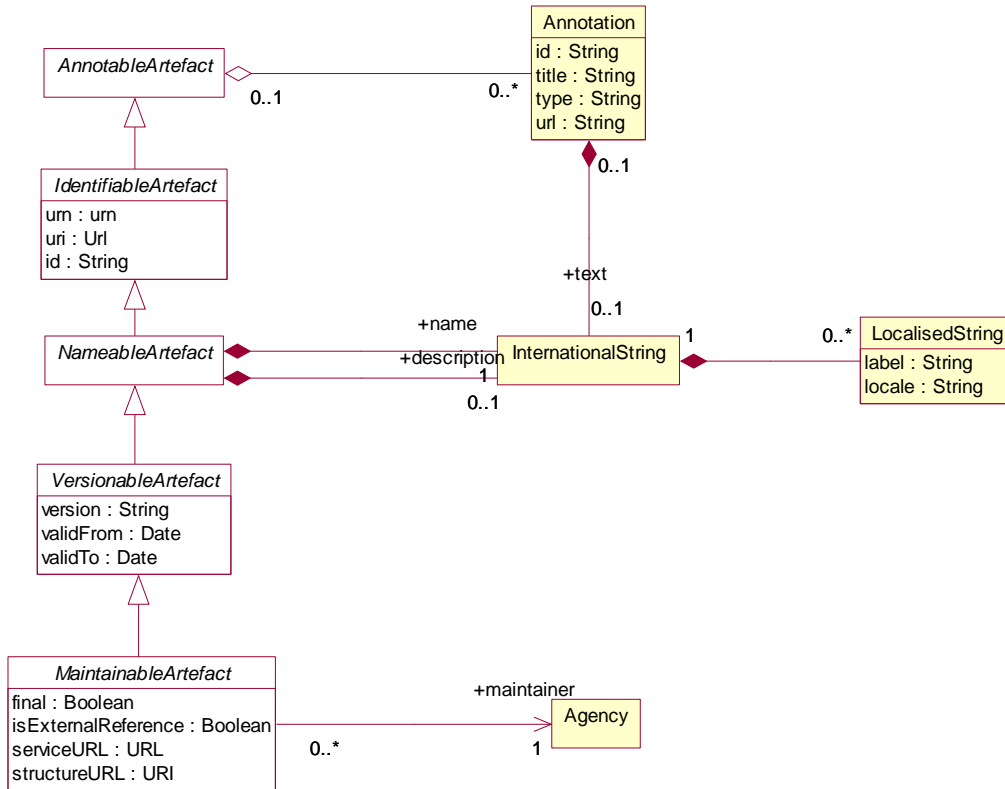 Annotation
id : String
title : String
type : String
url : String
AnnotableArtefact
0..1
0..*
0..1
IdentifiableArtefact
urn : urn
uri : Url
id : String
+text
0..1
+name
NameableArtefact
+description
1
0..1
InternationalString
1
0..*
LocalisedString
label : String
locale : String
VersionableArtefact
version : String
validFrom : Date
validTo : Date
MaintainableArtefact
final : Boolean
isExternalReference : Boolean
serviceURL : URL
structureURL : URI
+maintainer
0..*
1
Agency